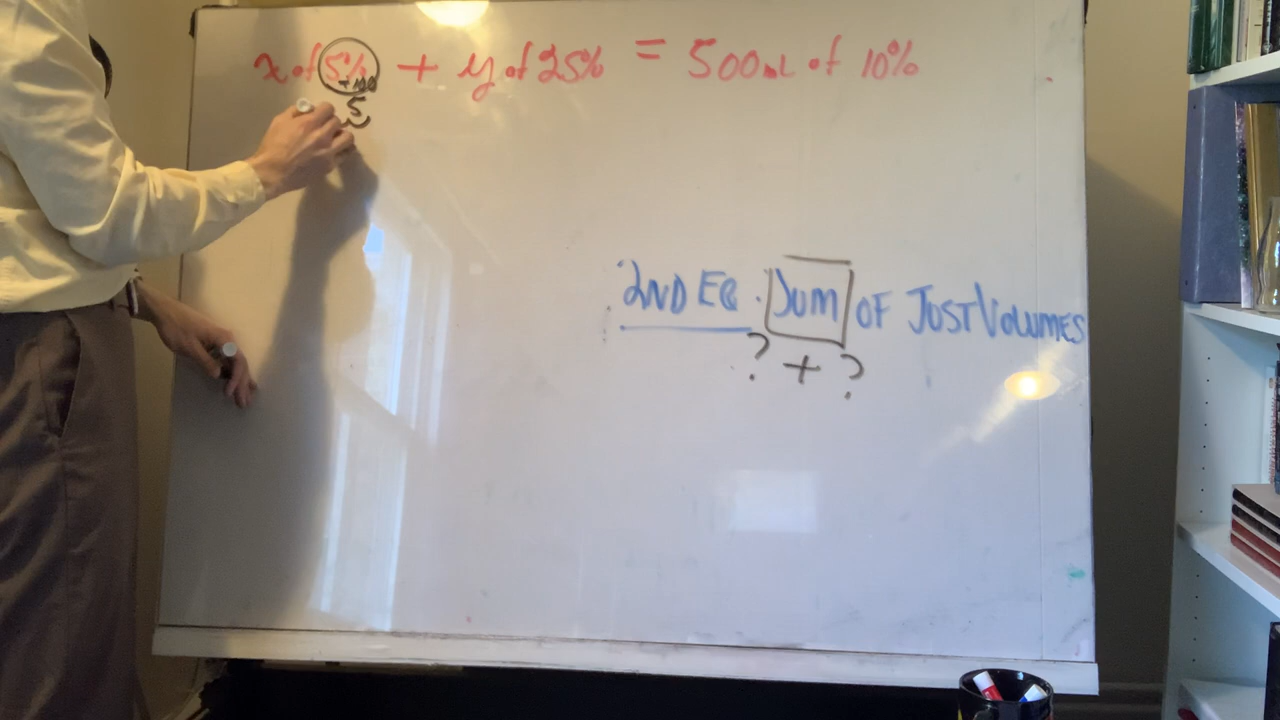 x of 5% + y of 25% = 500mL of 10%
5
2ND EQ. SUM OF JUST VOLUMES
? + ?